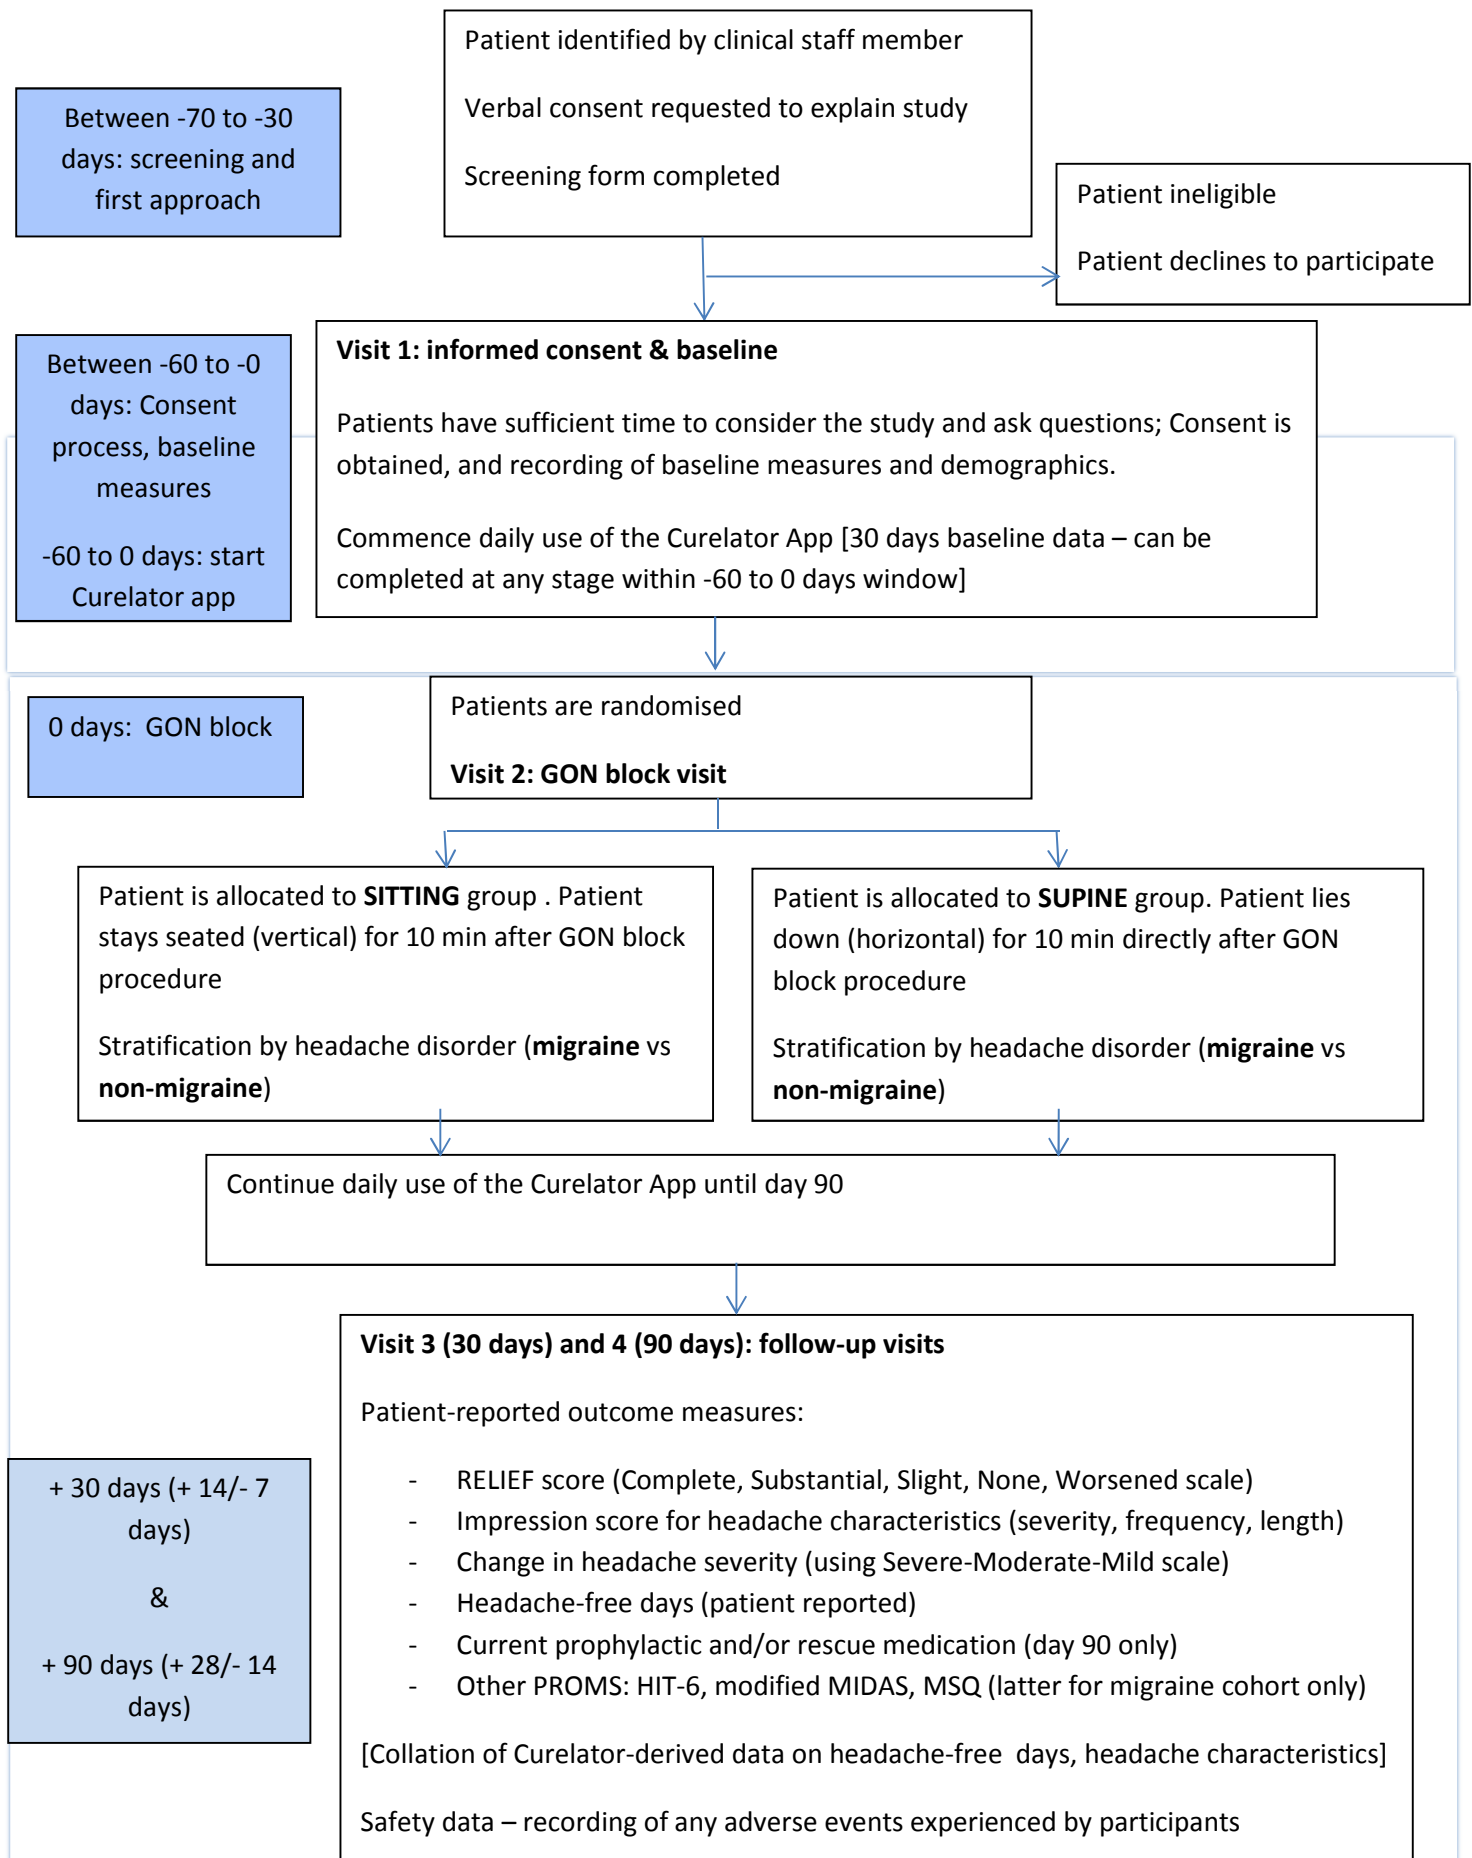 Patient identified by clinical staff member
Verbal consent requested to explain study
Screening form completed
Between -70 to -30
days: screening and
first approach
Patient ineligible
Patient declines to participate
Between -60 to -0
days: Consent
process, baseline
measures
-60 to 0 days: start
Curelator app
Visit 1: informed consent & baseline
Patients have sufficient time to consider the study and ask questions; Consent is
obtained, and recording of baseline measures and demographics.
Commence daily use of the Curelator App [30 days baseline data – can be
completed at any stage within -60 to 0 days window]
0 days:  GON block
Patients are randomised
Visit 2: GON block visit
Patient is allocated to SITTING group . Patient
stays seated (vertical) for 10 min after GON block
procedure
Stratification by headache disorder (migraine vs
non-migraine)
Patient is allocated to SUPINE group. Patient lies
down (horizontal) for 10 min directly after GON
block procedure
Stratification by headache disorder (migraine vs
non-migraine)
Continue daily use of the Curelator App until day 90
+ 30 days (+ 14/- 7
days)
&
+ 90 days (+ 28/- 14
days)
Visit 3 (30 days) and 4 (90 days): follow-up visits
Patient-reported outcome measures:
- RELIEF score (Complete, Substantial, Slight, None, Worsened scale)
- Impression score for headache characteristics (severity, frequency, length)
- Change in headache severity (using Severe-Moderate-Mild scale)
- Headache-free days (patient reported)
- Current prophylactic and/or rescue medication (day 90 only)
- Other PROMS: HIT-6, modified MIDAS, MSQ (latter for migraine cohort only)
[Collation of Curelator-derived data on headache-free  days, headache characteristics]
Safety data – recording of any adverse events experienced by participants